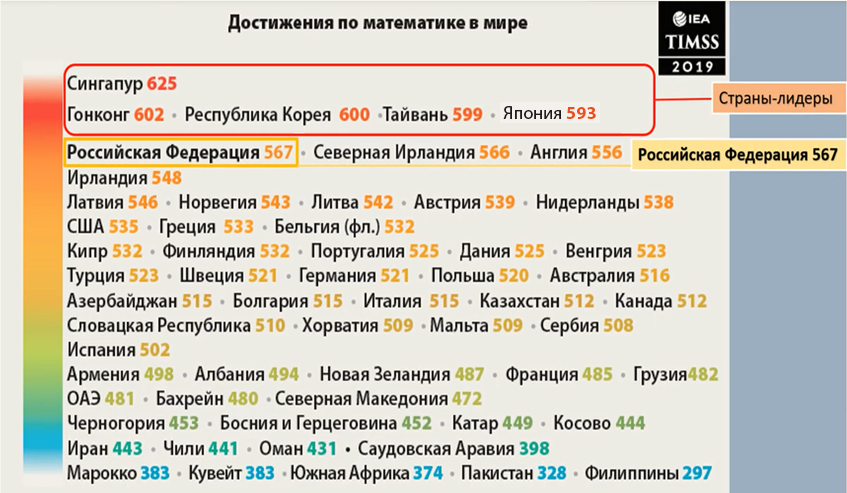 Достижения по математике в мире
IEA
TIMSS
2019
Сингапур 625
Гонконг 602 • Республика Корея 600 • Тайвань 599 • Япония 593
Страны-лидеры
Российская Федерация 567 • Северная Ирландия 566 • Англия 556
Российская Федерация 567
Ирландия 548
Латвия 546 • Норвегия 543 • Литва 542 • Австрия 539 • Нидерланды 538
США 535 • Греция 533 • Бельгия (фл.) 532
Кипр 532 • Финляндия 532 • Португалия 525 • Дания 525 • Венгрия 523
Турция 523 • Швеция 521 • Германия 521 • Польша 520 • Австралия 516
Азербайджан 515 • Болгария 515 • Италия 515 • Казахстан 512 • Канада 512
Словацкая Республика 510 • Хорватия 509 • Мальта 509 • Сербия 508
Испания 502
Армения 498 • Албания 494 • Новая Зеландия 487 • Франция 485 • Грузия482
ОАЭ 481 • Бахрейн 480 • Северная Македония 472
Черногория 453 • Босния и Герцеговина 452 • Катар 449 • Косово 444
Иран 443 • Чили 441 • Оман 431 • Саудовская Аравия 398
Марокко 383 • Кувейт 383 • Южная Африка 374 • Пакистан 328 • Филиппины 297